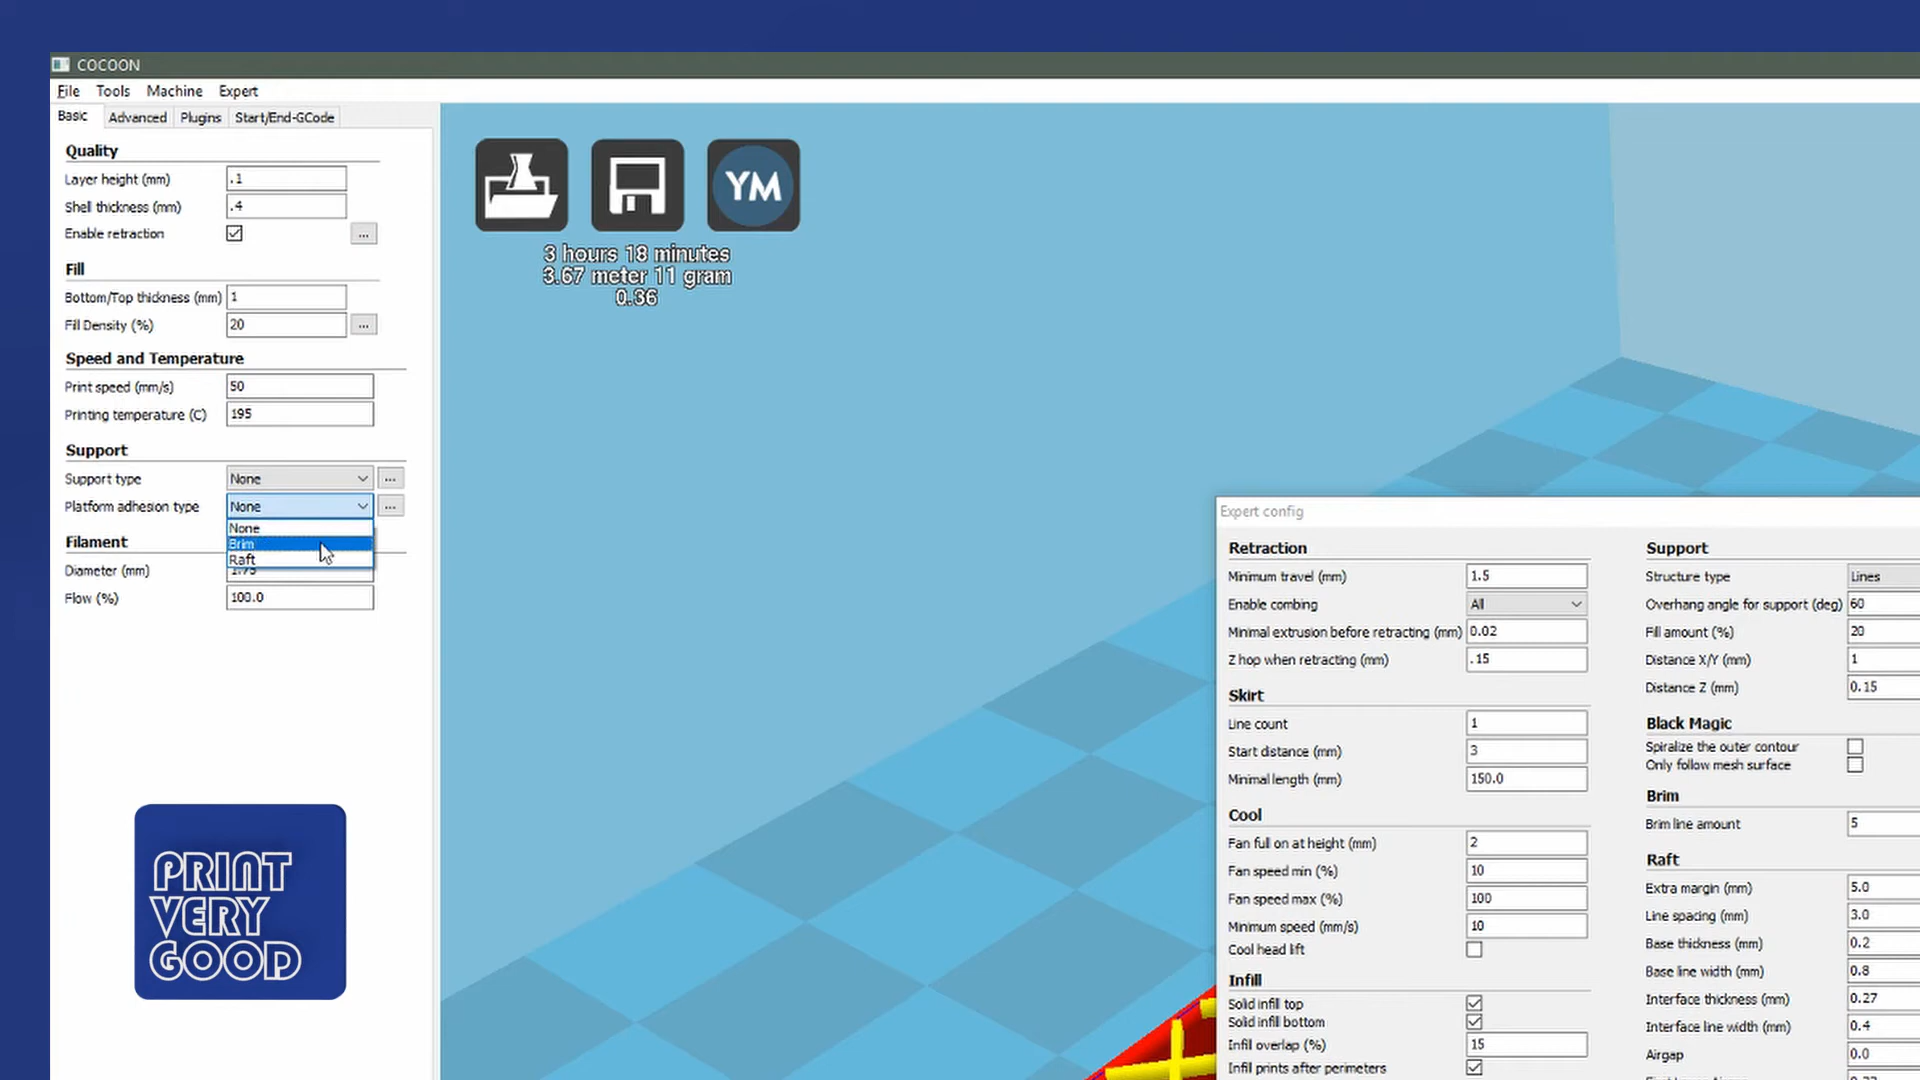 COCOON
File Tools Machine Expert
Basic Advanced Plugins Start/End-GCode
Quality
Layer height (mm) .1
Shell thickness (mm) .4
Enable retraction ...
Fill
Bottom/Top thickness (mm) 1
Fill Density (%) 20 ...
Speed and Temperature
Print speed (mm/s) 50
Printing temperature (C) 195
Support
Support type None ...
Platform adhesion type None ...
None
Brim
Raft
Filament
Diameter (mm) 1.75
Flow (%) 100.0
PRINT
VERY
GOOD
YM
3 hours 18 minutes
3.67 meter 11 gram
0.36
Expert config
Retraction
Minimum travel (mm) 1.5
Enable combing All
Minimal extrusion before retracting (mm) 0.02
Z hop when retracting (mm) .15
Skirt
Line count 1
Start distance (mm) 3
Minimal length (mm) 150.0
Cool
Fan full on at height (mm) 2
Fan speed min (%) 10
Fan speed max (%) 100
Minimum speed (mm/s) 10
Cool head lift
Infill
Solid infill top
Solid infill bottom
Infill overlap (%) 15
Infill prints after perimeters
Support
Structure type Lines
Overhang angle for support (deg) 60
Fill amount (%) 20
Distance X/Y (mm) 1
Distance Z (mm) 0.15
Black Magic
Spiralize the outer contour
Only follow mesh surface
Brim
Brim line amount 5
Raft
Extra margin (mm) 5.0
Line spacing (mm) 3.0
Base thickness (mm) 0.2
Base line width (mm) 0.8
Interface thickness (mm) 0.27
Interface line width (mm) 0.4
Airgap 0.0